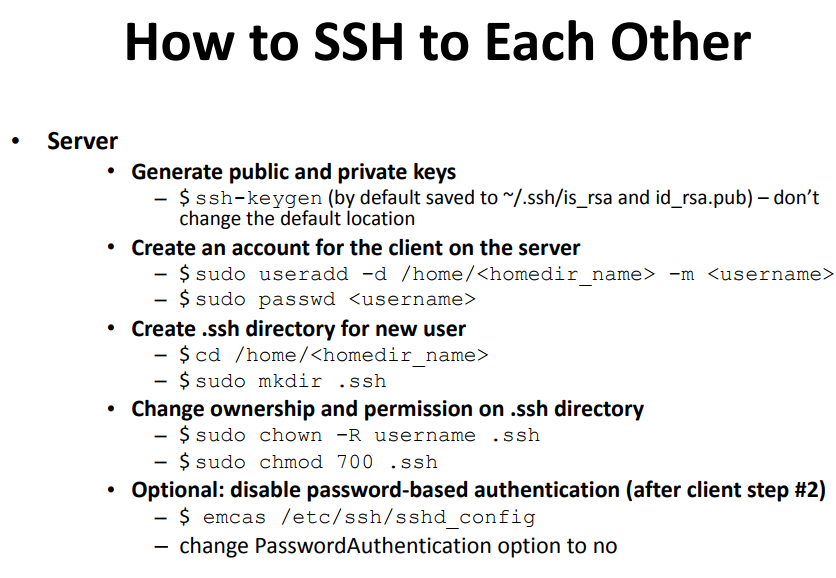 How to SSH to Each Other
• Server
• Generate public and private keys
– $ ssh-keygen (by default saved to ~/.ssh/is_rsa and id_rsa.pub) – don't
change the default location
• Create an account for the client on the server
– $ sudo useradd -d /home/<homedir_name> -m <username>
– $ sudo passwd <username>
• Create .ssh directory for new user
– $ cd /home/<homedir_name>
– $ sudo mkdir .ssh
• Change ownership and permission on .ssh directory
– $ sudo chown -R username .ssh
– $ sudo chmod 700 .ssh
• Optional: disable password-based authentication (after client step #2)
– $ emcas /etc/ssh/sshd_config
– change PasswordAuthentication option to no